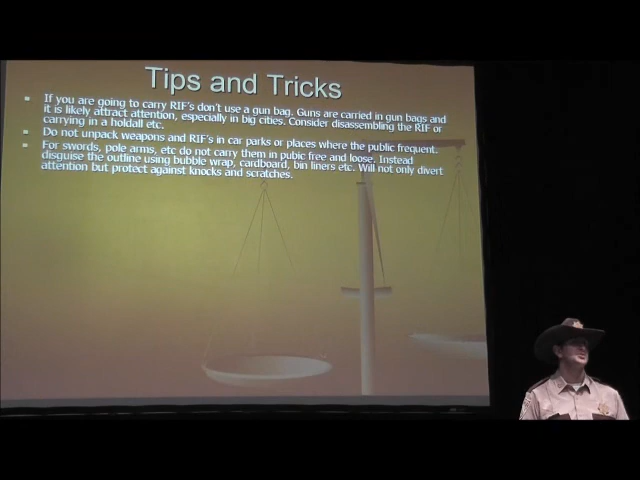 Tips and Tricks
If you are going to carry RIF's don't use a gun bag. Guns are carried in gun bags and
it is likely attract attention, especially in big cities. Consider disassembling the RIF or
carrying in a holdall etc.
Do not unpack weapons and RIF's in car parks or places where the public frequent.
For swords, pole arms, etc do not carry them in pubic free and loose. Instead
disguise the outline using bubble wrap, cardboard, bin liners etc. Will not only divert
attention but protect against knocks and scratches.